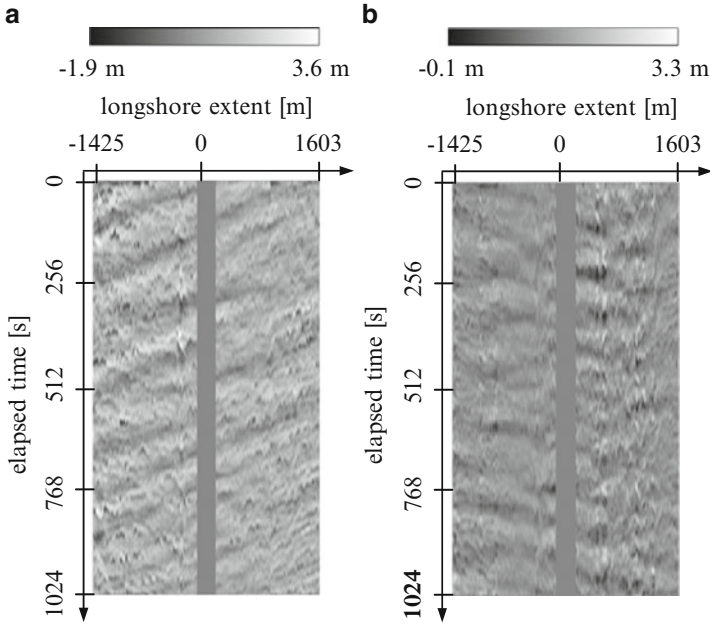 a
-1.9 m 3.6 m
longshore extent [m]
-1425 0 1603
elapsed time [s]
0
256
512
768
1024
b
-0.1 m 3.3 m
longshore extent [m]
-1425 0 1603
elapsed time [s]
0
256
512
768
1024